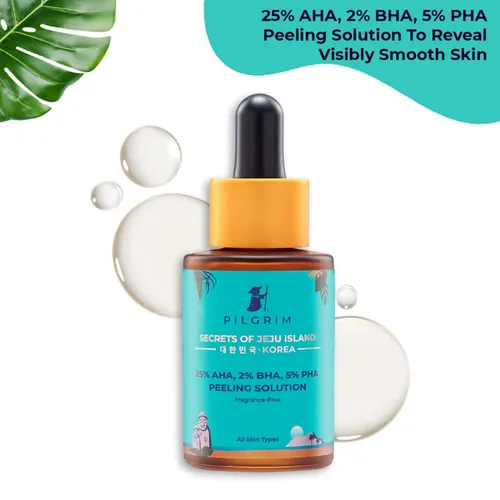 25% AHA, 2% BHA, 5% PHA
Peeling Solution To Reveal
Visibly Smooth Skin
PILGRIM
SECRETS OF JEJU ISLAND
대한민국·KOREA
25% AHA, 2% BHA, 5% PHA
PEELING SOLUTION
Fragrance-Free
All Skin Types